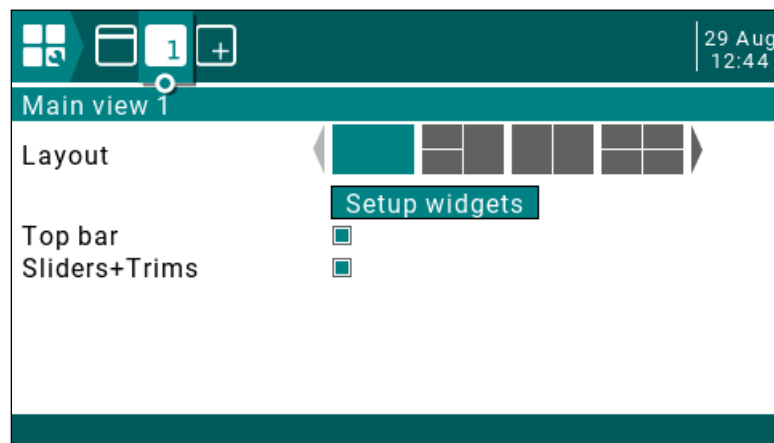 1 +
29 Aug
12:44
Main view 1
Layout
Setup widgets
Top bar
Sliders+Trims